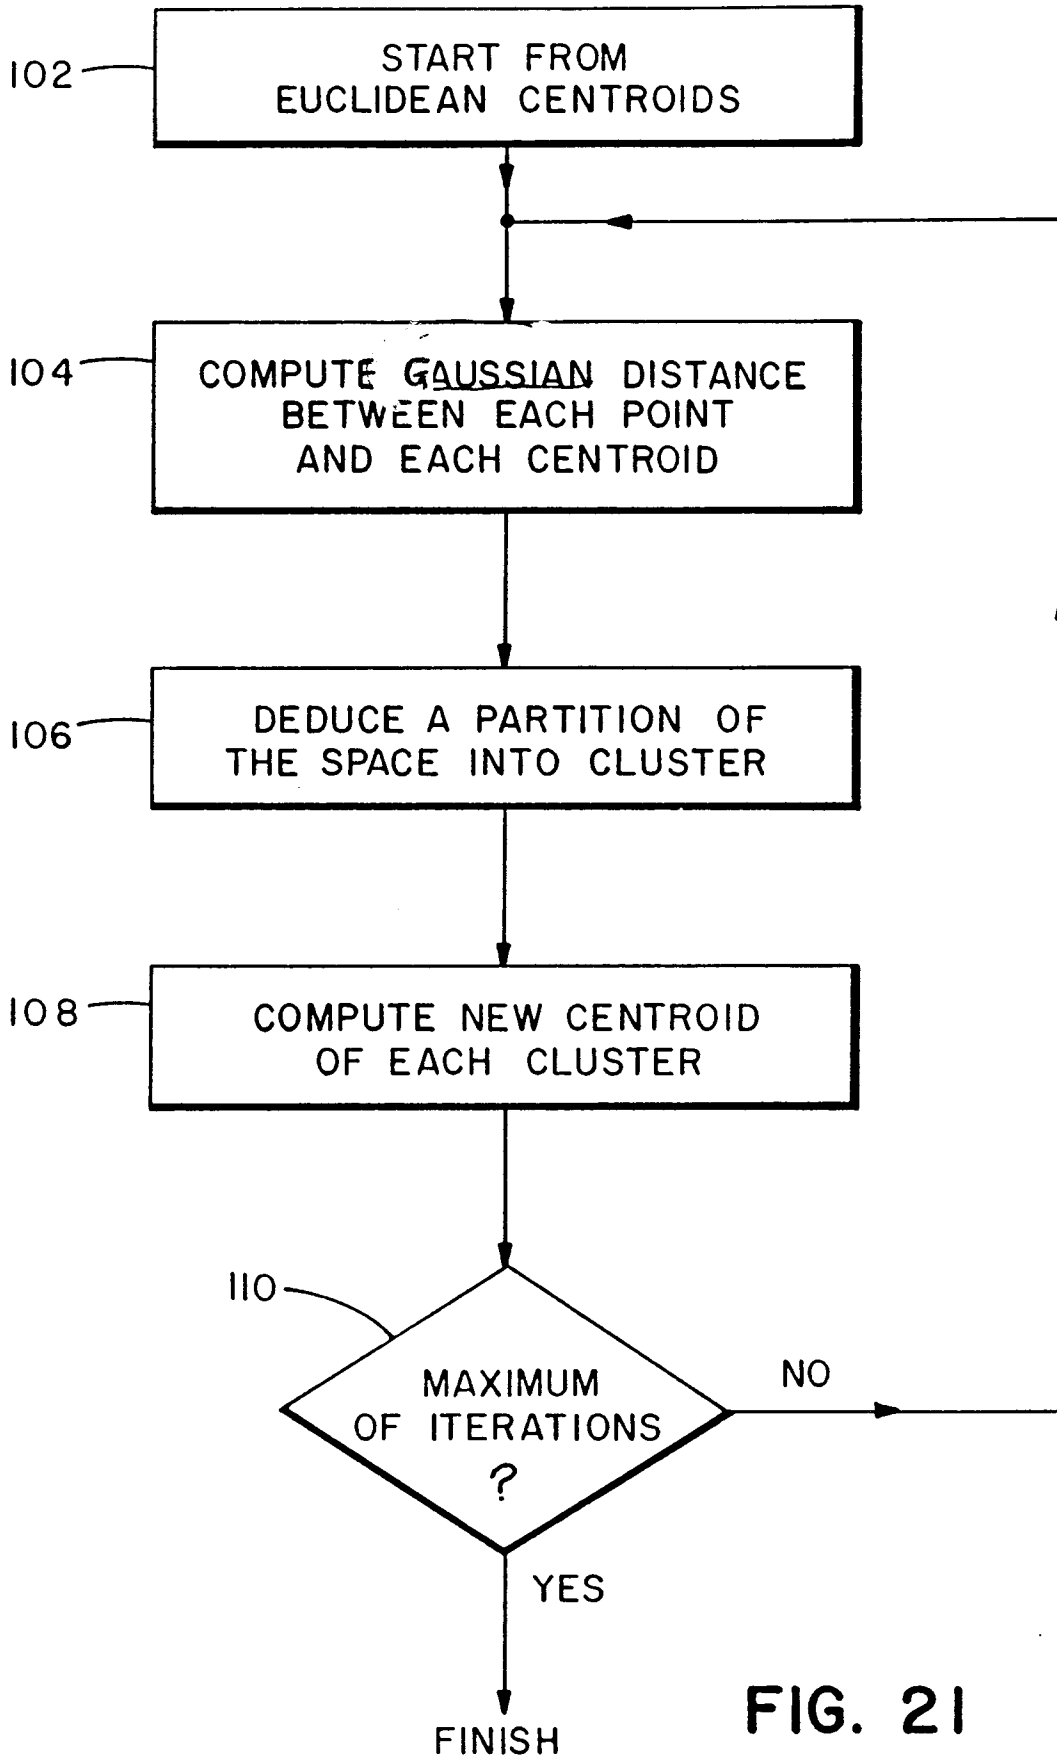 102
START FROM
EUCLIDEAN CENTROIDS
104
COMPUTE GAUSSIAN DISTANCE
BETWEEN EACH POINT
AND EACH CENTROID
106
DEDUCE A PARTITION OF
THE SPACE INTO CLUSTER
108
COMPUTE NEW CENTROID
OF EACH CLUSTER
110
MAXIMUM
OF ITERATIONS
?
NO
YES
FINISH
FIG. 21